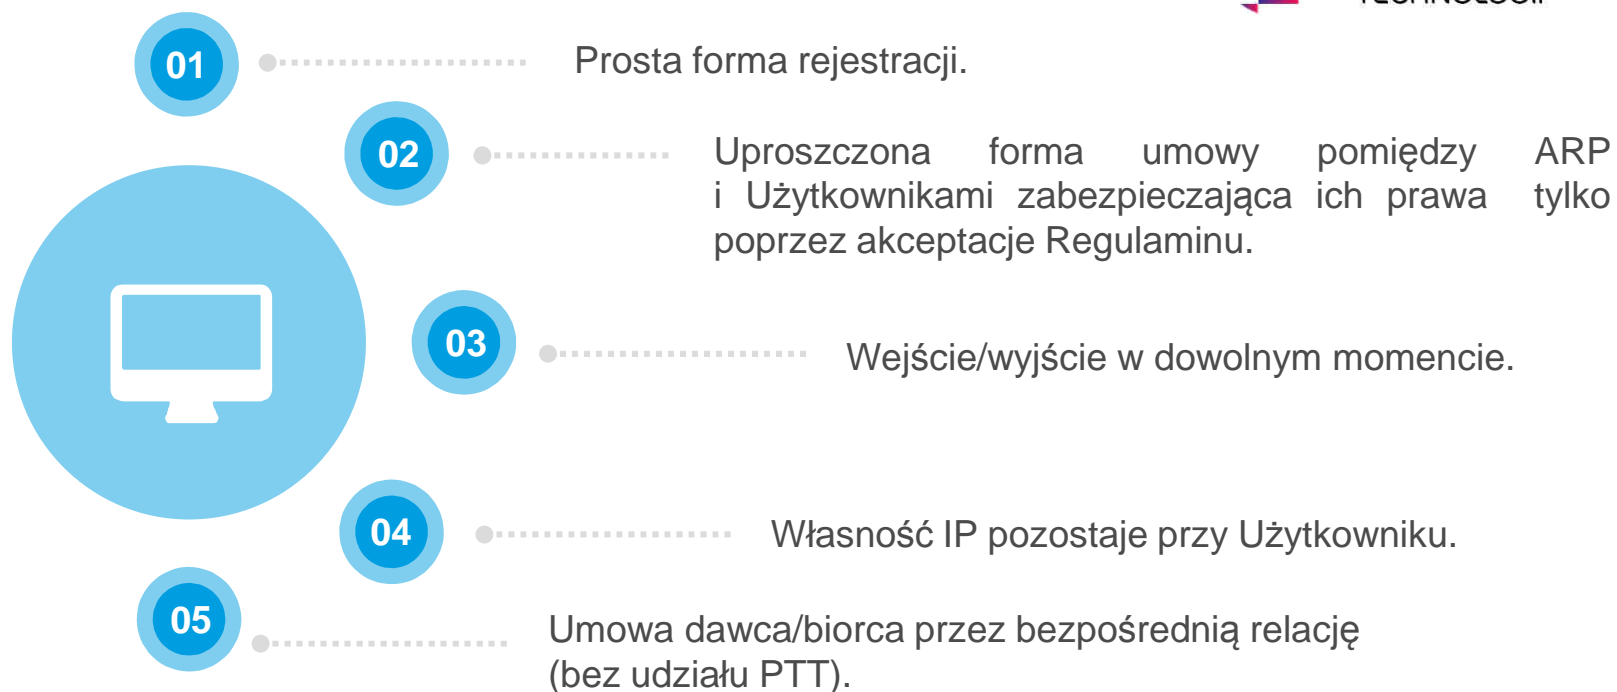 01
Prosta forma rejestracji.
02
Uproszczona forma umowy pomiędzy ARP
i Użytkownikami zabezpieczająca ich prawa tylko
poprzez akceptacje Regulaminu.
03
Wejście/wyjście w dowolnym momencie.
04
Własność IP pozostaje przy Użytkowniku.
05
Umowa dawca/biorca przez bezpośrednią relację
(bez udziału PTT).